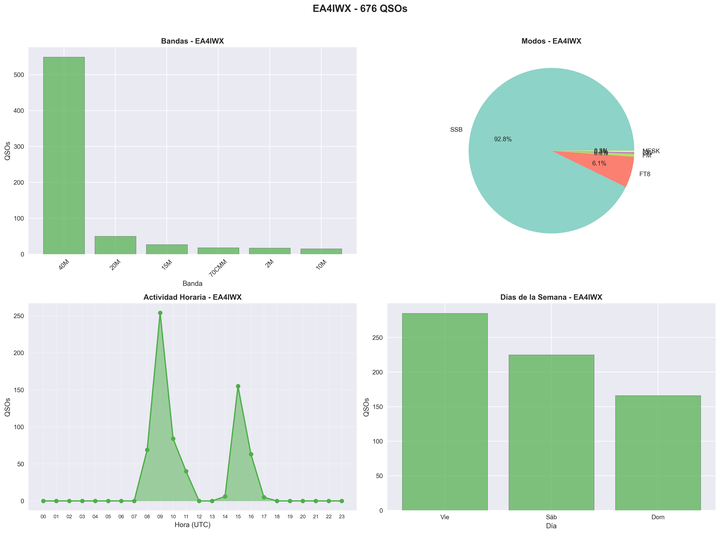 EA4IWX - 676 QSOs
Bandas - EA4IWX
QSOs
500
400
300
200
100
0
40M
20M
15M
70CMM
2M
10M
Banda
Modos - EA4IWX
SSB
92.8%
6.1%
MFSK
FM
FT8
Actividad Horaria - EA4IWX
QSOs
250
200
150
100
50
0
00 01 02 03 04 05 06 07 08 09 10 11 12 13 14 15 16 17 18 19 20 21 22 23
Hora (UTC)
Días de la Semana - EA4IWX
QSOs
250
200
150
100
50
0
Vie Sáb Dom
Día